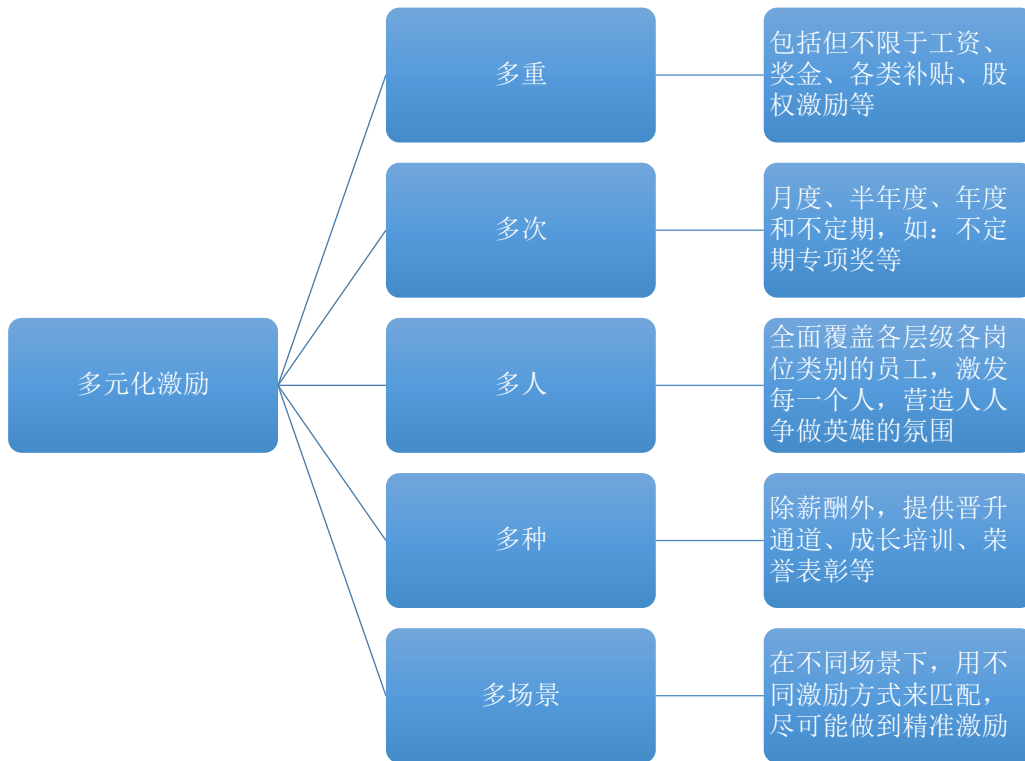 多元化激励
多重
包括但不限于工资、
奖金、各类补贴、股
权激励等
多次
月度、半年度、年度
和不定期，如：不定
期专项奖等
多人
全面覆盖各层级各岗
位类别的员工，激发
每一个人，营造人人
争做英雄的氛围
多种
除薪酬外，提供晋升
通道、成长培训、荣
誉表彰等
多场景
在不同场景下，用不
同激励方式来匹配，
尽可能做到精准激励